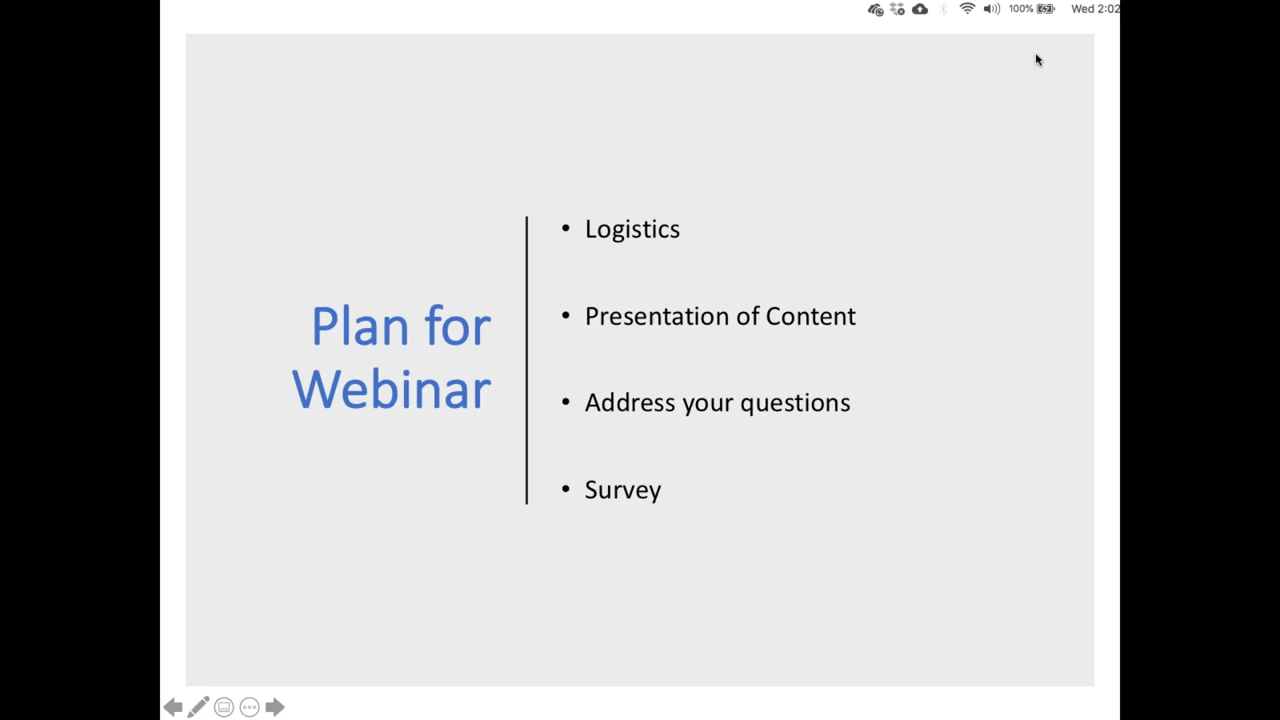 100% Wed 2:02
Plan for
Webinar
• Logistics
• Presentation of Content
• Address your questions
• Survey